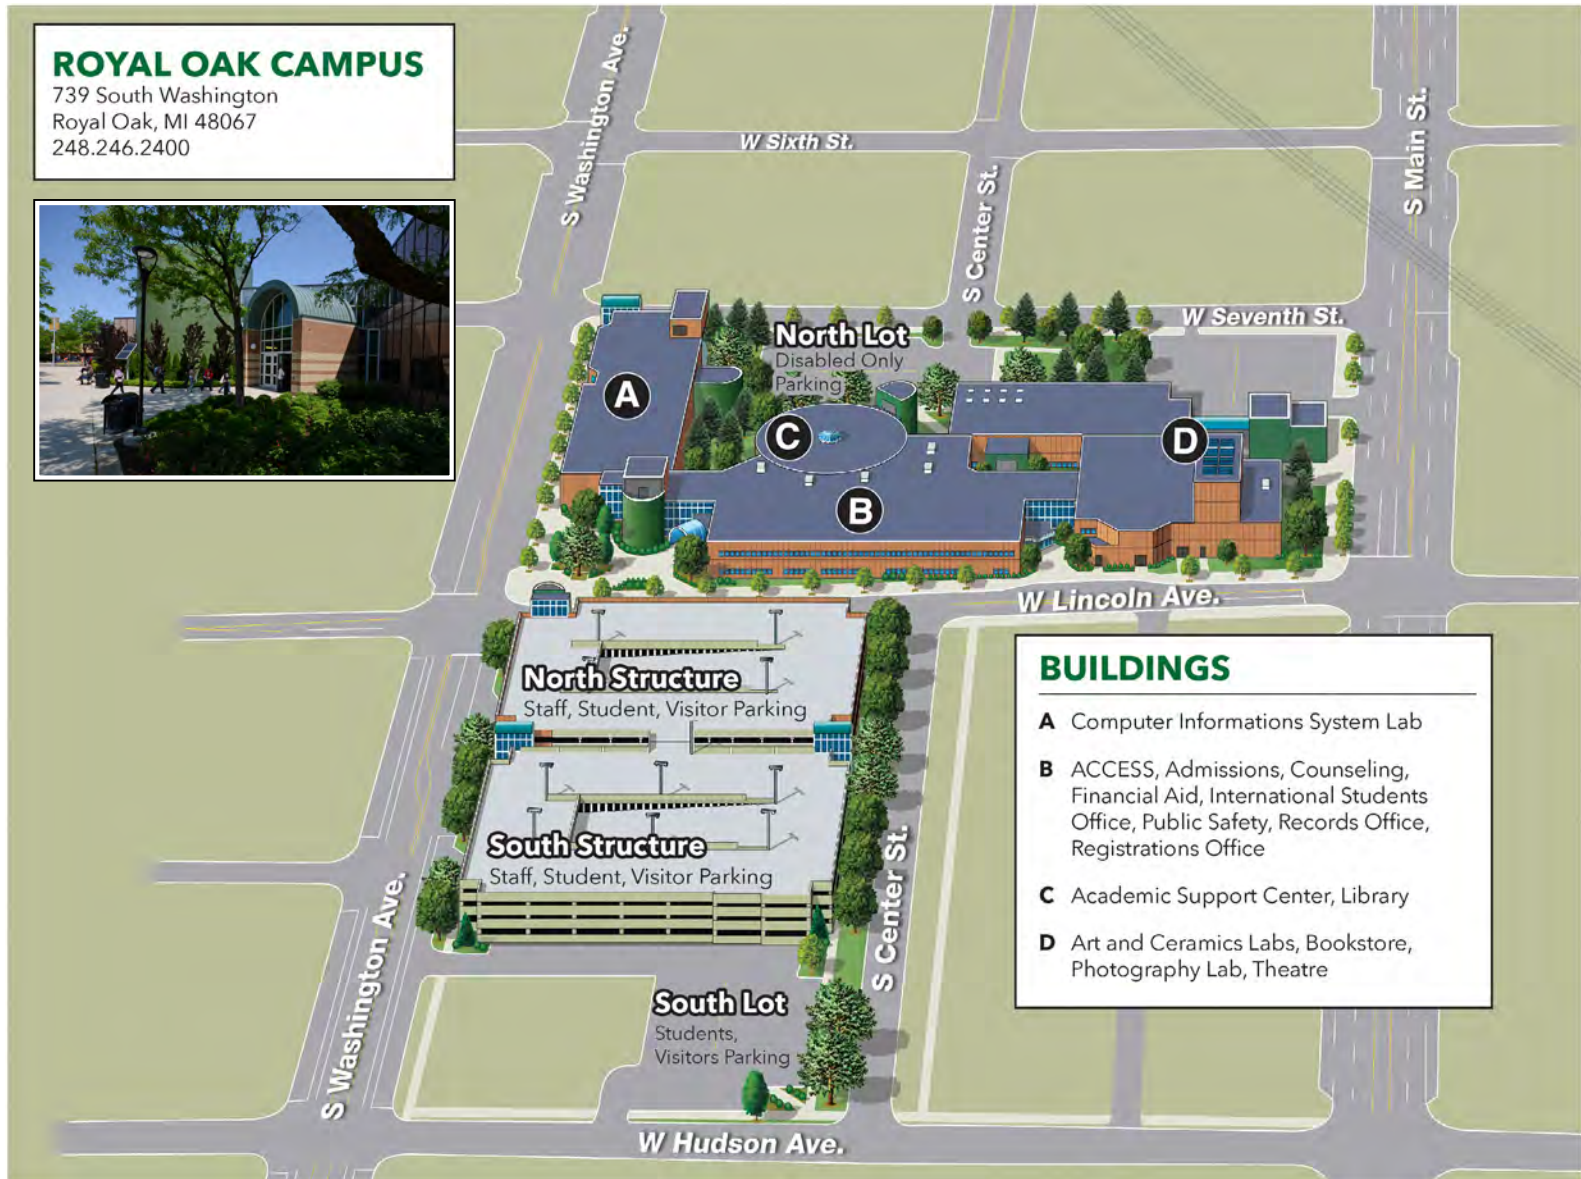 ROYAL OAK CAMPUS
739 South Washington
Royal Oak, MI 48067
248.246.2400
S Washington Ave.
W Sixth St.
S Center St.
S Main St.
W Seventh St.
North Lot
Disabled Only
Parking
A
C
D
B
W Lincoln Ave.
North Structure
Staff, Student, Visitor Parking
South Structure
Staff, Student, Visitor Parking
S Washington Ave.
S Center St.
South Lot
Students,
Visitors Parking
W Hudson Ave.
BUILDINGS
A Computer Informations System Lab
B ACCESS, Admissions, Counseling,
Financial Aid, International Students
Office, Public Safety, Records Office,
Registrations Office
C Academic Support Center, Library
D Art and Ceramics Labs, Bookstore,
Photography Lab, Theatre